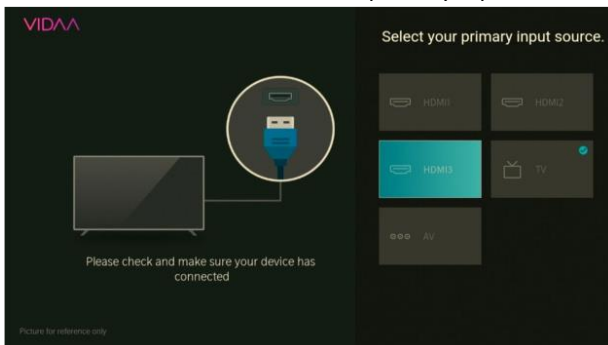 VIDAA
Select your primary input source.
HDMI1
HDMI2
HDMI3
TV
AV
Please check and make sure your device has
connected
Picture for reference only